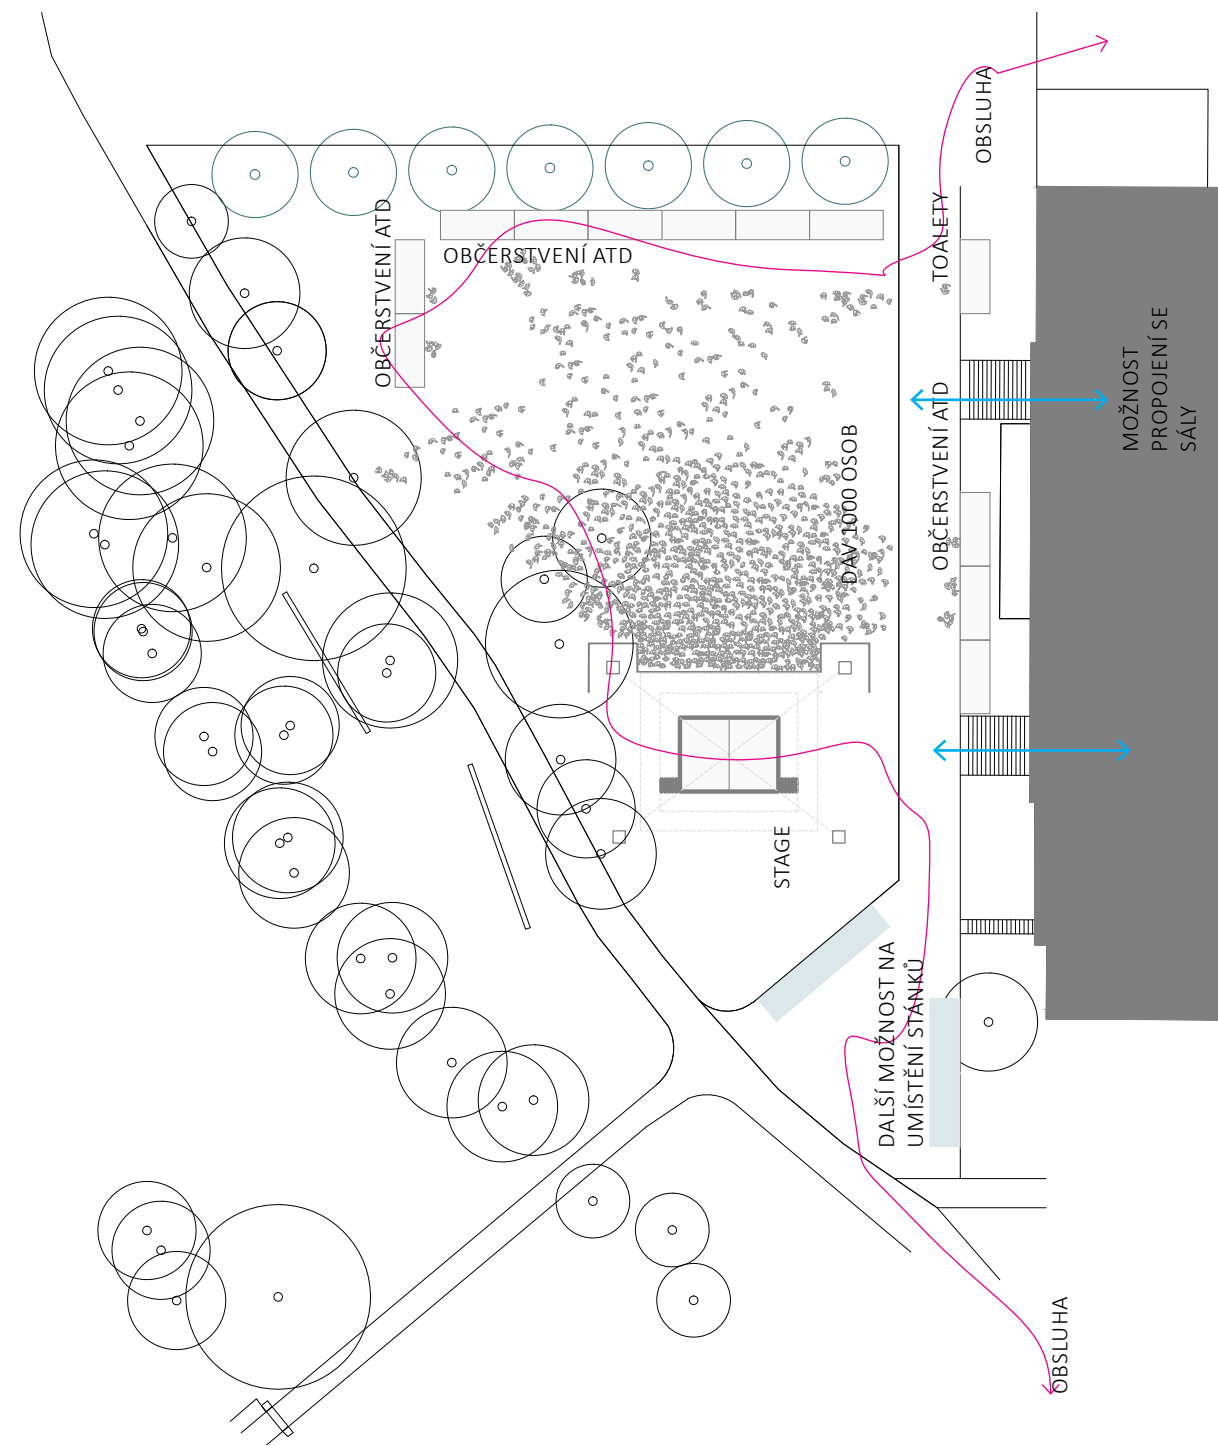 OBSLUHA
TOALETY
OBČERSTVENÍ ATD
OBČERSTVENÍ ATD
MOŽNOST
PROPOJENÍ SE
SÁLY
OBČERSTVENÍ ATD
DAV 1000 OSOB
STAGE
DALŠÍ MOŽNOST NA
UMÍSTĚNÍ STÁNKŮ
OBSLUHA